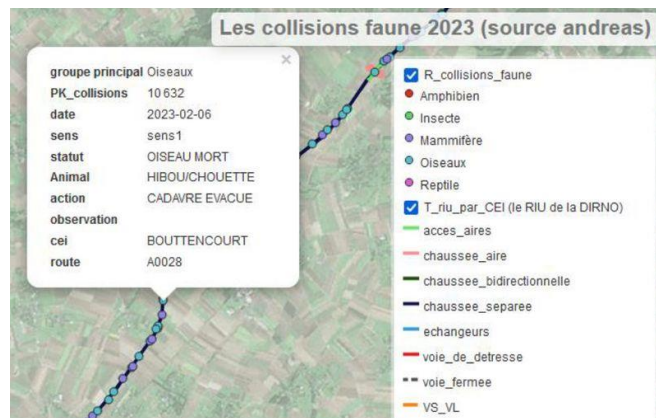 Les collisions faune 2023 (source andreas)
×
groupe principal Oiseaux
PK_collisions 10 632
date 2023-02-06
sens sens1
statut OISEAU MORT
Animal HIBOU/CHOUETTE
action CADAVRE EVACUE
observation
cei BOUTTENCOURT
route A0028
R_collisions_faune
Amphibien
Insecte
Mammifère
Oiseaux
Reptile
T_riu_par_CEI (le RIU de la DIRNO)
acces_aires
chaussee_aire
chaussee_bidirectionnelle
chaussee_separee
echangeurs
voie_de_detresse
voie_fermee
VS_VL